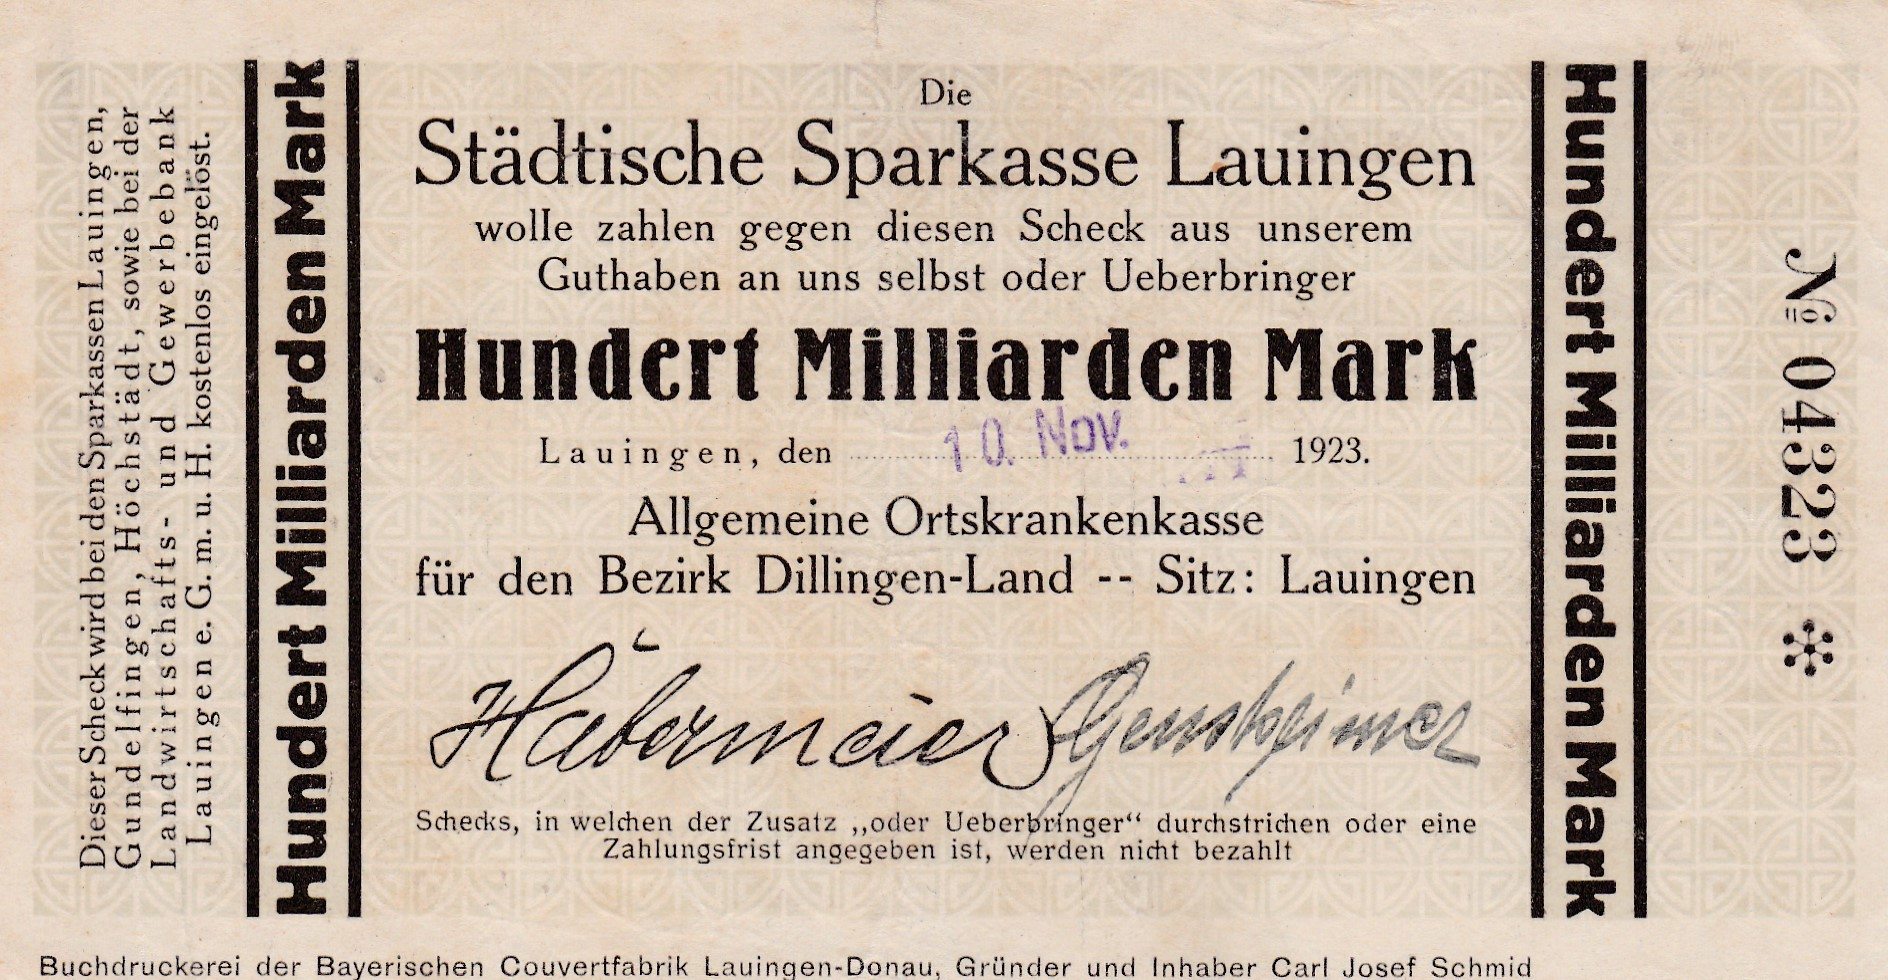 Dieser Scheck wird bei den Sparkassen Lauingen,
Gundelfingen, Höchstädt, sowie bei der
Landwirtschafts- und Gewerbebank
Lauingen e. G. m. u. H. kostenlos eingelöst.
Hundert Milliarden Mark
Die
Städtische Sparkasse Lauingen
wolle zahlen gegen diesen Scheck aus unserem
Guthaben an uns selbst oder Ueberbringer
Hundert Milliarden Mark
Lauingen, den 10. Nov. 1923.
Allgemeine Ortskrankenkasse
für den Bezirk Dillingen-Land -- Sitz: Lauingen
Habermaier Gensheimer
Schecks, in welchen der Zusatz „oder Ueberbringer“ durchstrichen oder eine
Zahlungsfrist angegeben ist, werden nicht bezahlt
Hundert Milliarden Mark
№ 04323 *
Buchdruckerei der Bayerischen Couvertfabrik Lauingen-Donau, Gründer und Inhaber Carl Josef Schmid